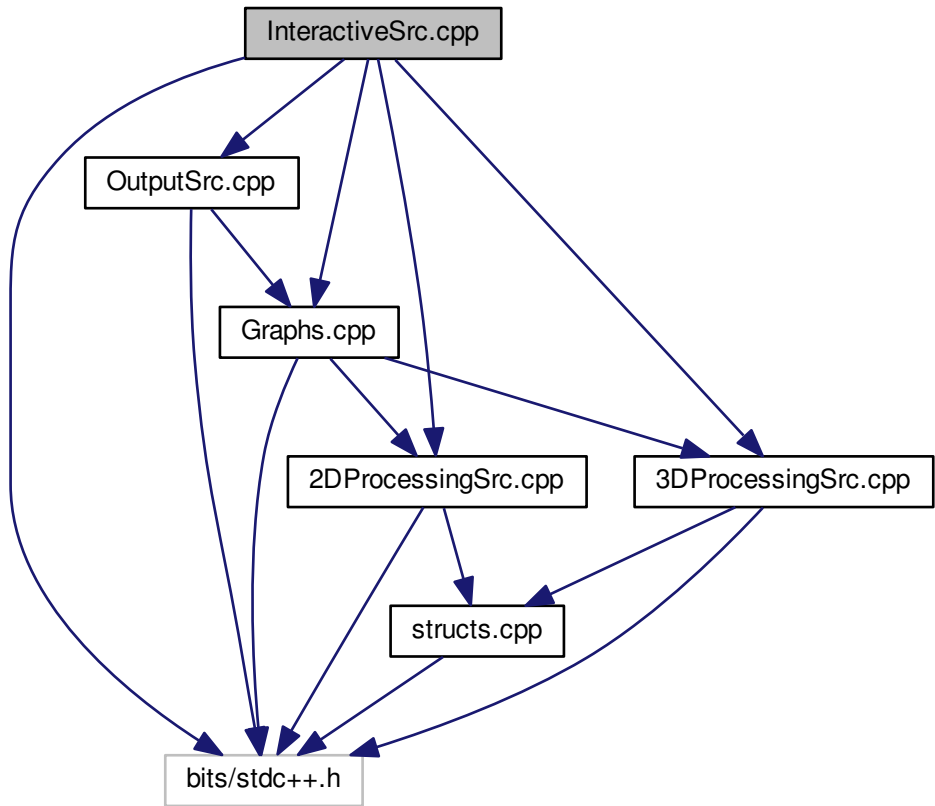 InteractiveSrc.cpp
OutputSrc.cpp
Graphs.cpp
2DProcessingSrc.cpp
3DProcessingSrc.cpp
structs.cpp
bits/stdc++.h